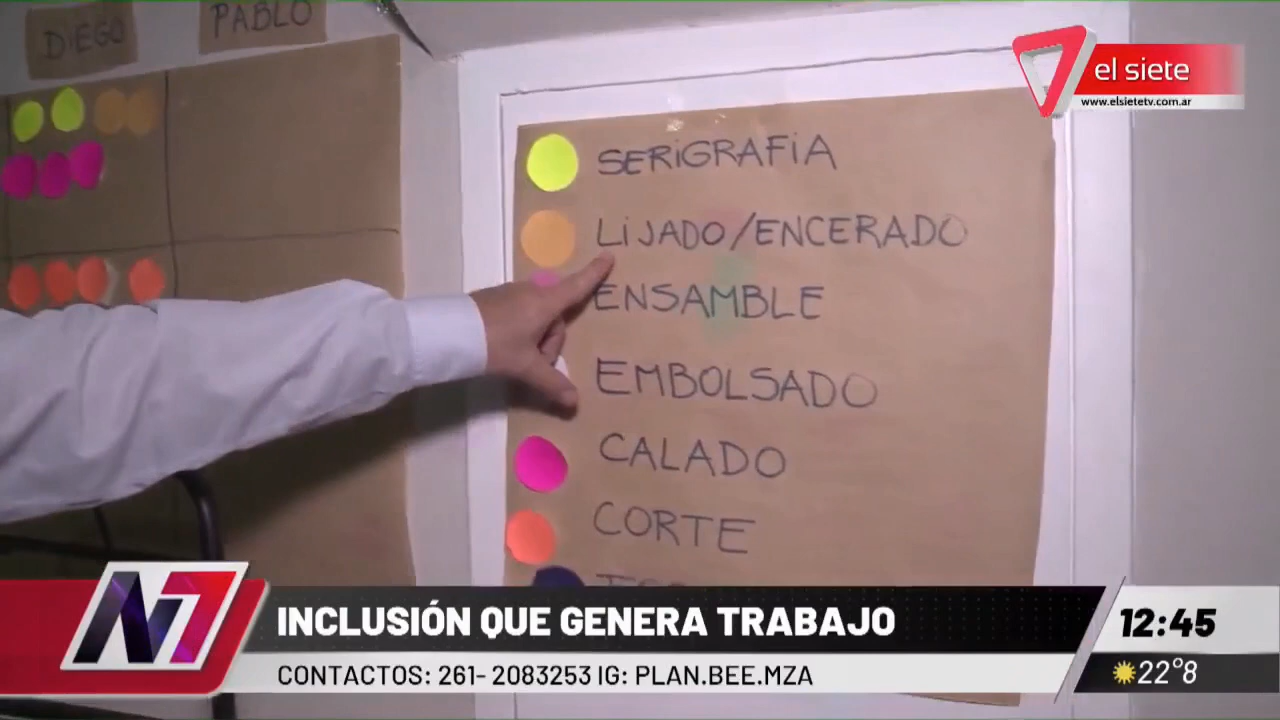 DIEGO
PABLO
el siete
www.elsietetv.com.ar
SERiGRAFiA
LiJADO/ENCERADO
ENSAMBLE
EMBOLSADO
CALADO
CORTE
N7
INCLUSIÓN QUE GENERA TRABAJO
12:45
CONTACTOS: 261- 2083253 IG: PLAN.BEE.MZA
22°8